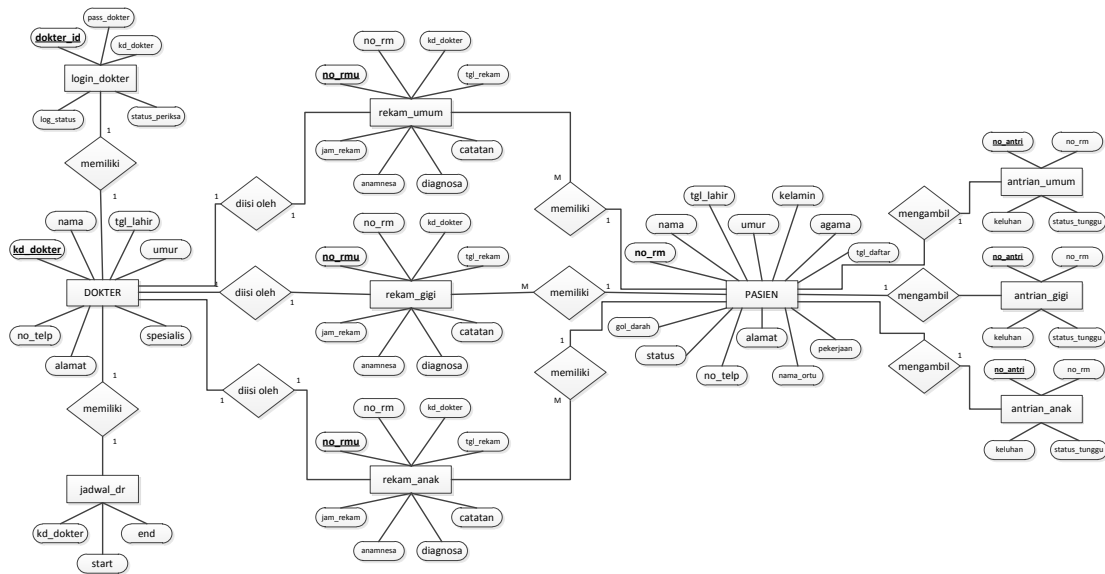 pass_dokter
dokter_id
kd_dokter
login_dokter
log_status
status_periksa
1
memiliki
1
nama
tgl_lahir
kd_dokter
umur
DOKTER
no_telp
spesialis
alamat
1
memiliki
1
jadwal_dr
kd_dokter
end
start
1
diisi oleh
1
1
diisi oleh
1
1
diisi oleh
1
no_rm
kd_dokter
no_rmu
tgl_rekam
rekam_umum
jam_rekam
catatan
anamnesa
diagnosa
no_rm
kd_dokter
no_rmu
tgl_rekam
rekam_gigi
jam_rekam
catatan
anamnesa
diagnosa
no_rm
kd_dokter
no_rmu
tgl_rekam
rekam_anak
jam_rekam
catatan
anamnesa
diagnosa
M
memiliki
1
M
memiliki
1
1
memiliki
M
tgl_lahir
kelamin
nama
umur
agama
no_rm
tgl_daftar
PASIEN
gol_darah
alamat
pekerjaan
status
no_telp
nama_ortu
1
mengambil
1
1
mengambil
1
1
mengambil
1
no_antri
no_rm
antrian_umum
keluhan
status_tunggu
no_antri
no_rm
antrian_gigi
keluhan
status_tunggu
no_antri
no_rm
antrian_anak
keluhan
status_tunggu